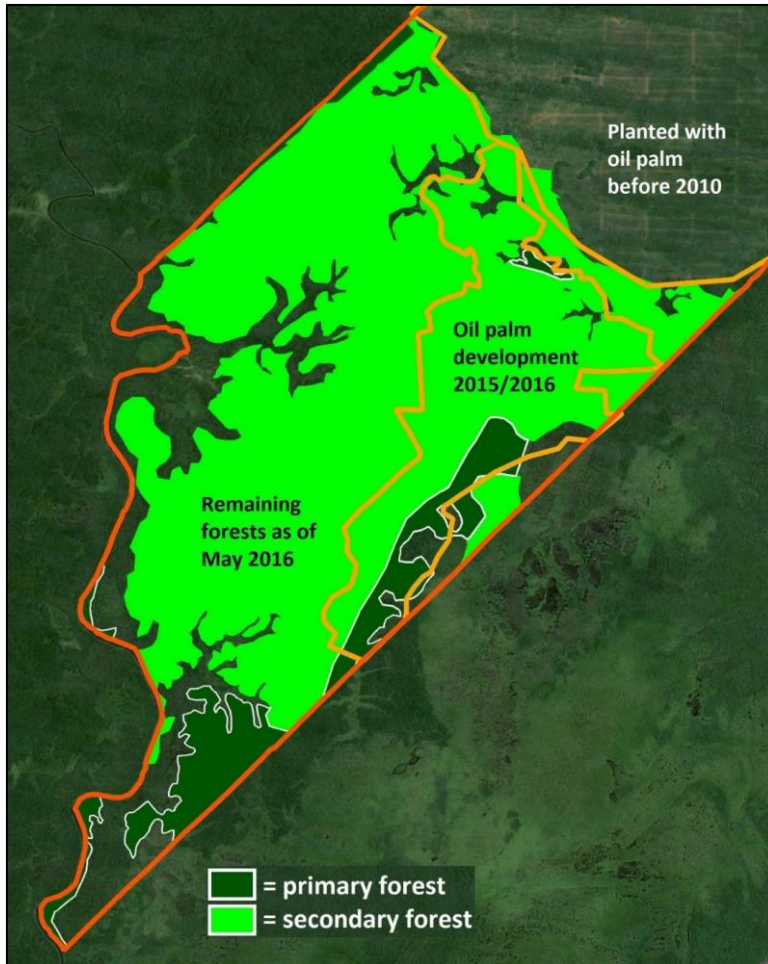 Planted with
oil palm
before 2010
Oil palm
development
2015/2016
Remaining
forests as of
May 2016
= primary forest
= secondary forest